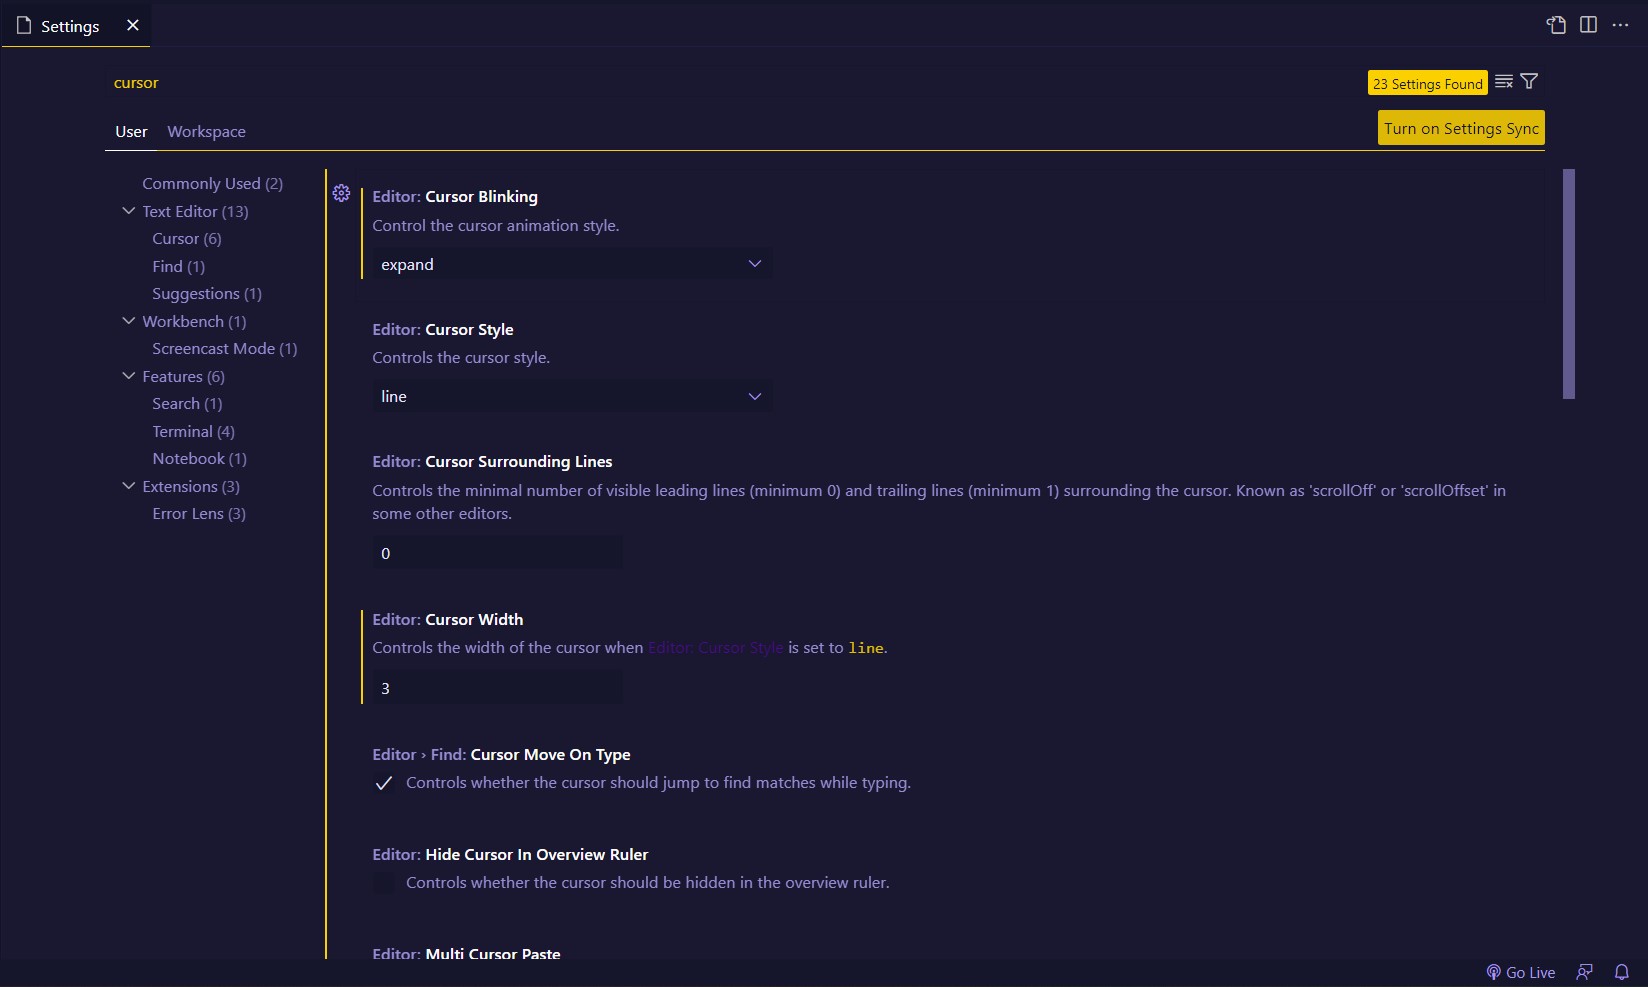 Settings
cursor
23 Settings Found
User Workspace
Turn on Settings Sync
Commonly Used (2)
Text Editor (13)
Cursor (6)
Find (1)
Suggestions (1)
Workbench (1)
Screencast Mode (1)
Features (6)
Search (1)
Terminal (4)
Notebook (1)
Extensions (3)
Error Lens (3)
Editor: Cursor Blinking
Control the cursor animation style.
expand
Editor: Cursor Style
Controls the cursor style.
line
Editor: Cursor Surrounding Lines
Controls the minimal number of visible leading lines (minimum 0) and trailing lines (minimum 1) surrounding the cursor. Known as 'scrollOff' or 'scrollOffset' in
some other editors.
0
Editor: Cursor Width
Controls the width of the cursor when Editor: Cursor Style is set to line.
3
Editor › Find: Cursor Move On Type
Controls whether the cursor should jump to find matches while typing.
Editor: Hide Cursor In Overview Ruler
Controls whether the cursor should be hidden in the overview ruler.
Editor: Multi Cursor Paste
Go Live